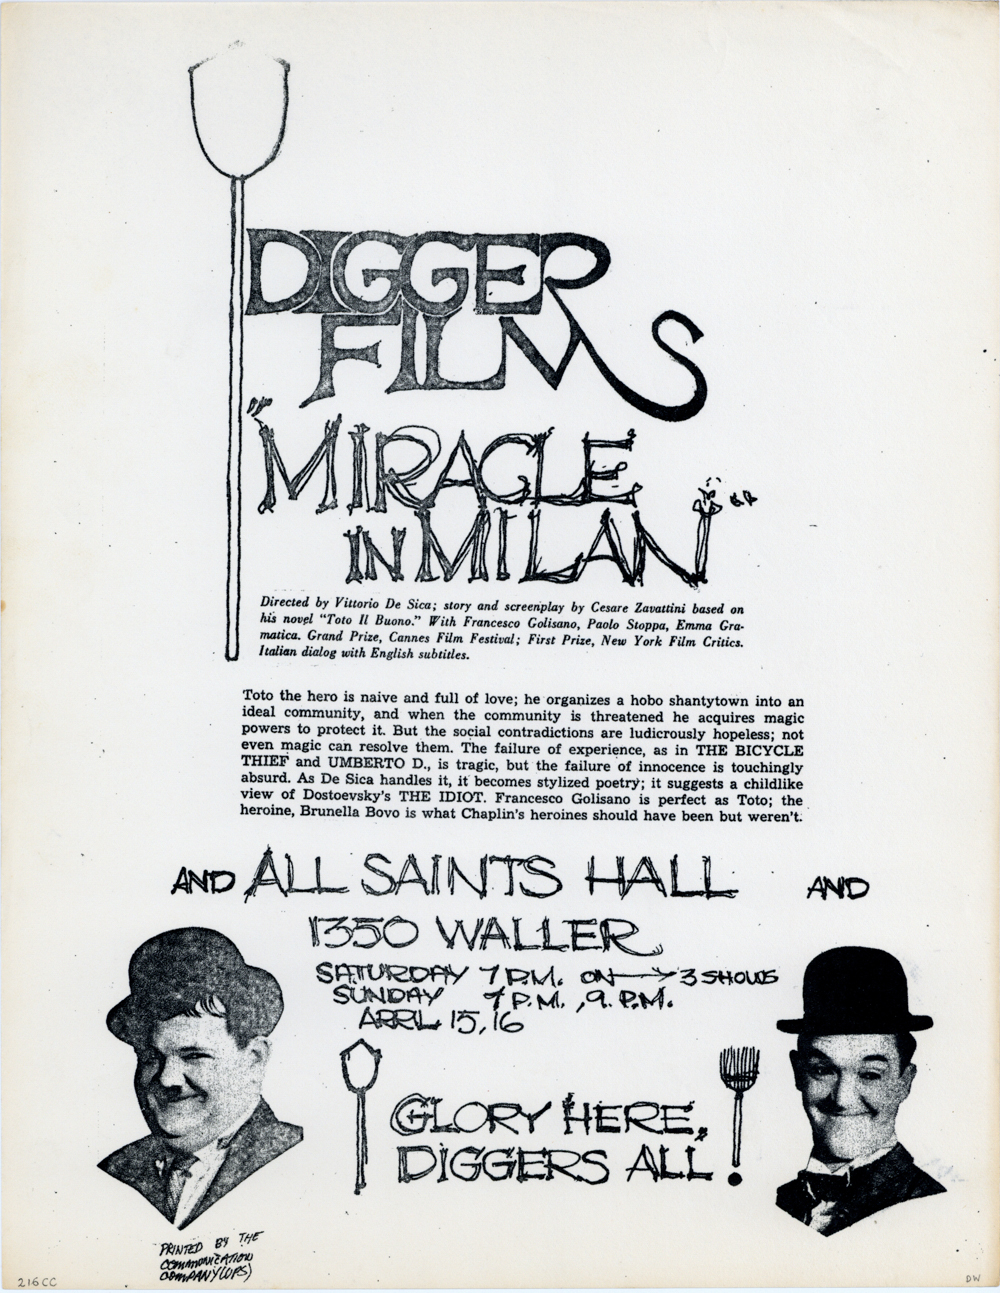 DIGGER
FILMS
"MIRACLE
IN MILAN"
Directed by Vittorio De Sica; story and screenplay by Cesare Zavattini based on
his novel "Toto Il Buono." With Francesco Golisano, Paolo Stoppa, Emma Gra-
matica. Grand Prize, Cannes Film Festival; First Prize, New York Film Critics.
Italian dialog with English subtitles.
Toto the hero is naive and full of love; he organizes a hobo shantytown into an
ideal community, and when the community is threatened he acquires magic
powers to protect it. But the social contradictions are ludicrously hopeless; not
even magic can resolve them. The failure of experience, as in THE BICYCLE
THIEF and UMBERTO D., is tragic, but the failure of innocence is touchingly
absurd. As De Sica handles it, it becomes stylized poetry; it suggests a childlike
view of Dostoevsky's THE IDIOT. Francesco Golisano is perfect as Toto; the
heroine, Brunella Bovo is what Chaplin's heroines should have been but weren't.
AND ALL SAINTS HALL AND
1350 WALLER
SATURDAY 7 P.M. ON → 3 SHOWS
SUNDAY 7 P.M., 9. P.M.
APRIL 15, 16
GLORY HERE,
DIGGERS ALL!
PRINTED BY THE
COMMUNICATION
COMPANY (UPS)
216CC
DW